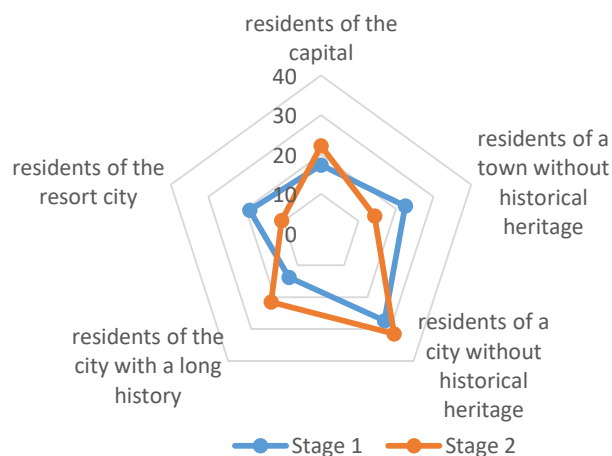 residents of the
capital
40
30
20
10
0
residents of a
town without
historical
heritage
residents of a
city without
historical
heritage
residents of the
city with a long
history
residents of the
resort city
Stage 1
Stage 2